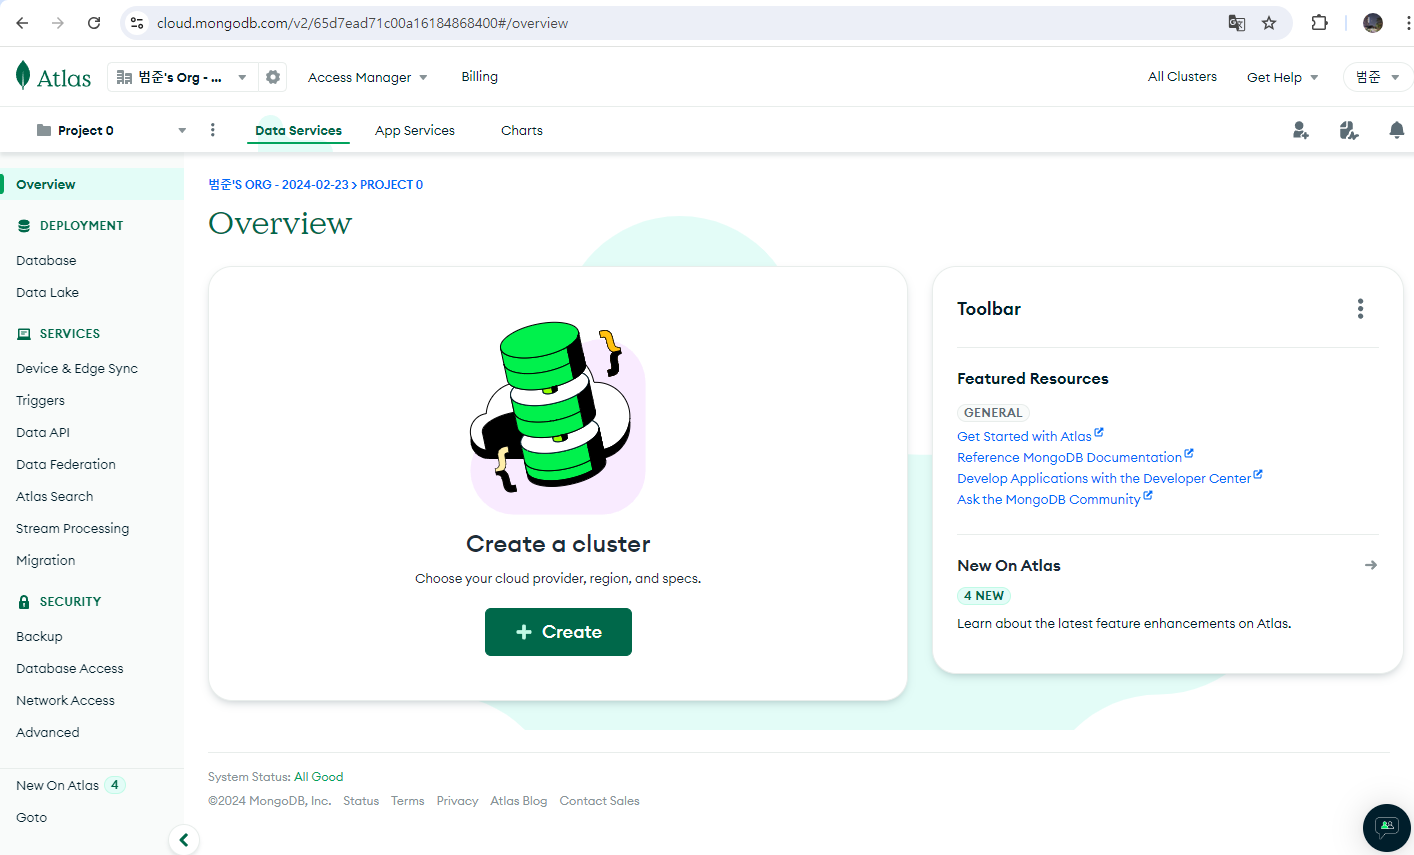 cloud.mongodb.com/v2/65d7ead71c00a16184868400#/overview
Atlas
범준's Org - ...
Access Manager
Billing
All Clusters
Get Help
범준
Project 0
Data Services
App Services
Charts
Overview
DEPLOYMENT
Database
Data Lake
SERVICES
Device & Edge Sync
Triggers
Data API
Data Federation
Atlas Search
Stream Processing
Migration
SECURITY
Backup
Database Access
Network Access
Advanced
New On Atlas 4
Goto
범준'S ORG - 2024-02-23 > PROJECT 0
Overview
Create a cluster
Choose your cloud provider, region, and specs.
+ Create
Toolbar
Featured Resources
GENERAL
Get Started with Atlas
Reference MongoDB Documentation
Develop Applications with the Developer Center
Ask the MongoDB Community
New On Atlas
4 NEW
Learn about the latest feature enhancements on Atlas.
System Status: All Good
©2024 MongoDB, Inc. Status Terms Privacy Atlas Blog Contact Sales